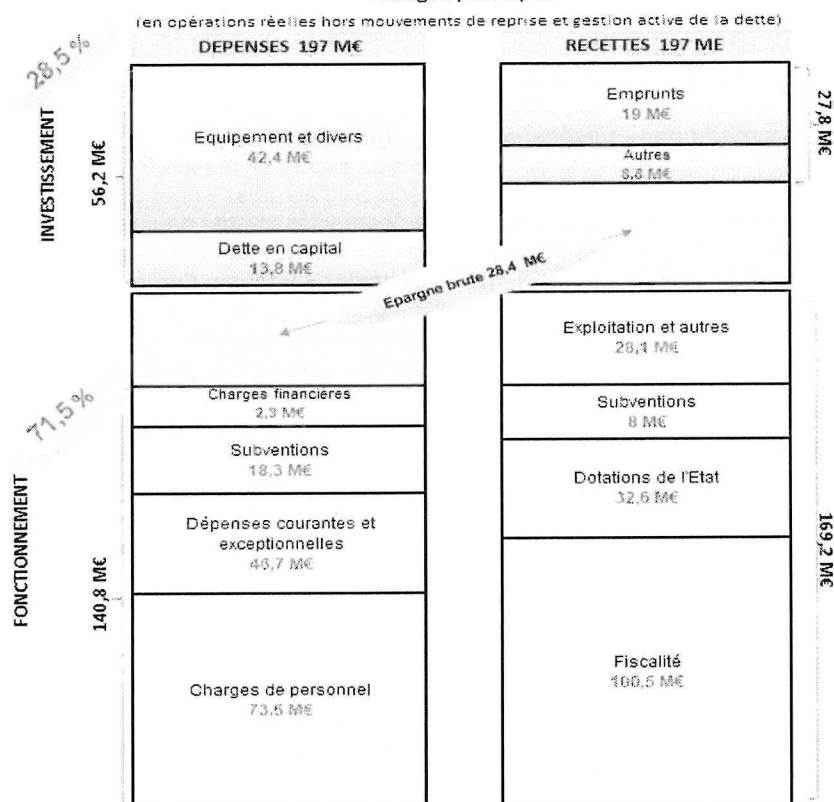 (en opérations réelles hors mouvements de reprise et gestion active de la dette)
DEPENSES 197 M€
RECETTES 197 M€
28,5%
INVESTISSEMENT
56,2 M€
Equipement et divers
42,4 M€
Dette en capital
13,8 M€
Emprunts
19 M€
Autres
8,8 M€
27,8 M€
Epargne brute 28,4 M€
71,5%
FONCTIONNEMENT
140,8 M€
Charges financières
2,3 M€
Subventions
18,3 M€
Dépenses courantes et
exceptionnelles
46,7 M€
Charges de personnel
73,5 M€
Exploitation et autres
28,1 M€
Subventions
8 M€
Dotations de l'Etat
32,6 M€
Fiscalité
100,5 M€
169,2 M€